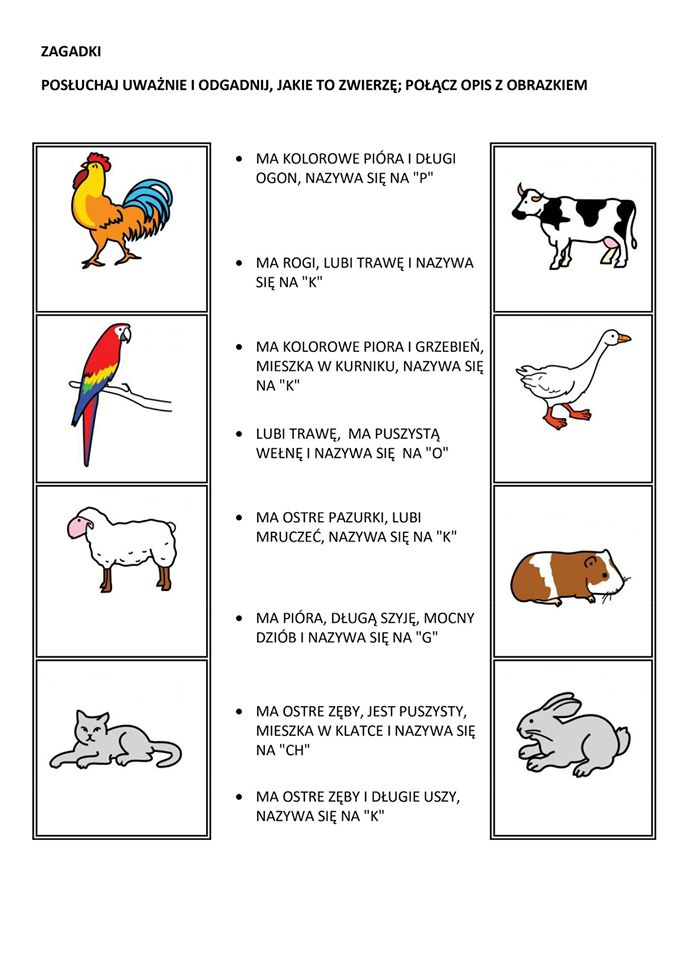 ZAGADKI
POSŁUCHAJ UWAŻNIE I ODGADNIJ, JAKIE TO ZWIERZĘ; POŁĄCZ OPIS Z OBRAZKIEM
• MA KOLOROWE PIÓRA I DŁUGI
OGON, NAZYWA SIĘ NA "P"
• MA ROGI, LUBI TRAWĘ I NAZYWA
SIĘ NA "K"
• MA KOLOROWE PIORA I GRZEBIEŃ,
MIESZKA W KURNIKU, NAZYWA SIĘ
NA "K"
• LUBI TRAWĘ, MA PUSZYSTĄ
WEŁNĘ I NAZYWA SIĘ NA "O"
• MA OSTRE PAZURKI, LUBI
MRUCZEĆ, NAZYWA SIĘ NA "K"
• MA PIÓRA, DŁUGĄ SZYJĘ, MOCNY
DZIÓB I NAZYWA SIĘ NA "G"
• MA OSTRE ZĘBY, JEST PUSZYSTY,
MIESZKA W KLATCE I NAZYWA SIĘ
NA "CH"
• MA OSTRE ZĘBY I DŁUGIE USZY,
NAZYWA SIĘ NA "K"